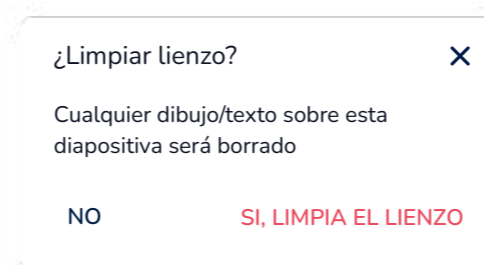 ¿Limpiar lienzo?
Cualquier dibujo/texto sobre esta
diapositiva será borrado
NO
SI, LIMPIA EL LIENZO